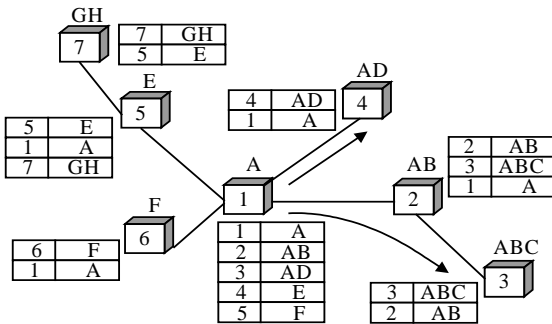 GH
7
7 GH
5 E
E
5
AD
4
4 AD
1 A
5 E
1 A
7 GH
A
1
AB
2
2 AB
3 ABC
1 A
F
6
6 F
1 A
1 A
2 AB
3 AD
4 E
5 F
ABC
3
3 ABC
2 AB